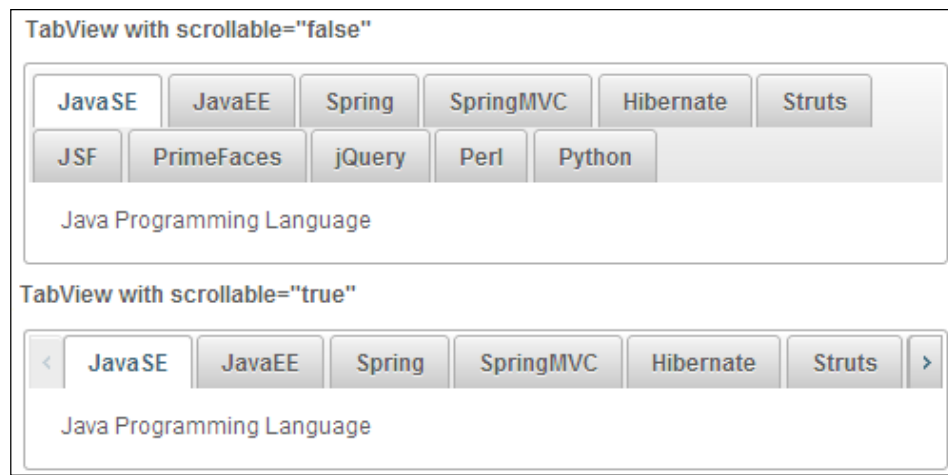 TabView with scrollable="false"
JavaSE JavaEE Spring SpringMVC Hibernate Struts
JSF PrimeFaces jQuery Perl Python
Java Programming Language
TabView with scrollable="true"
< JavaSE JavaEE Spring SpringMVC Hibernate Struts >
Java Programming Language